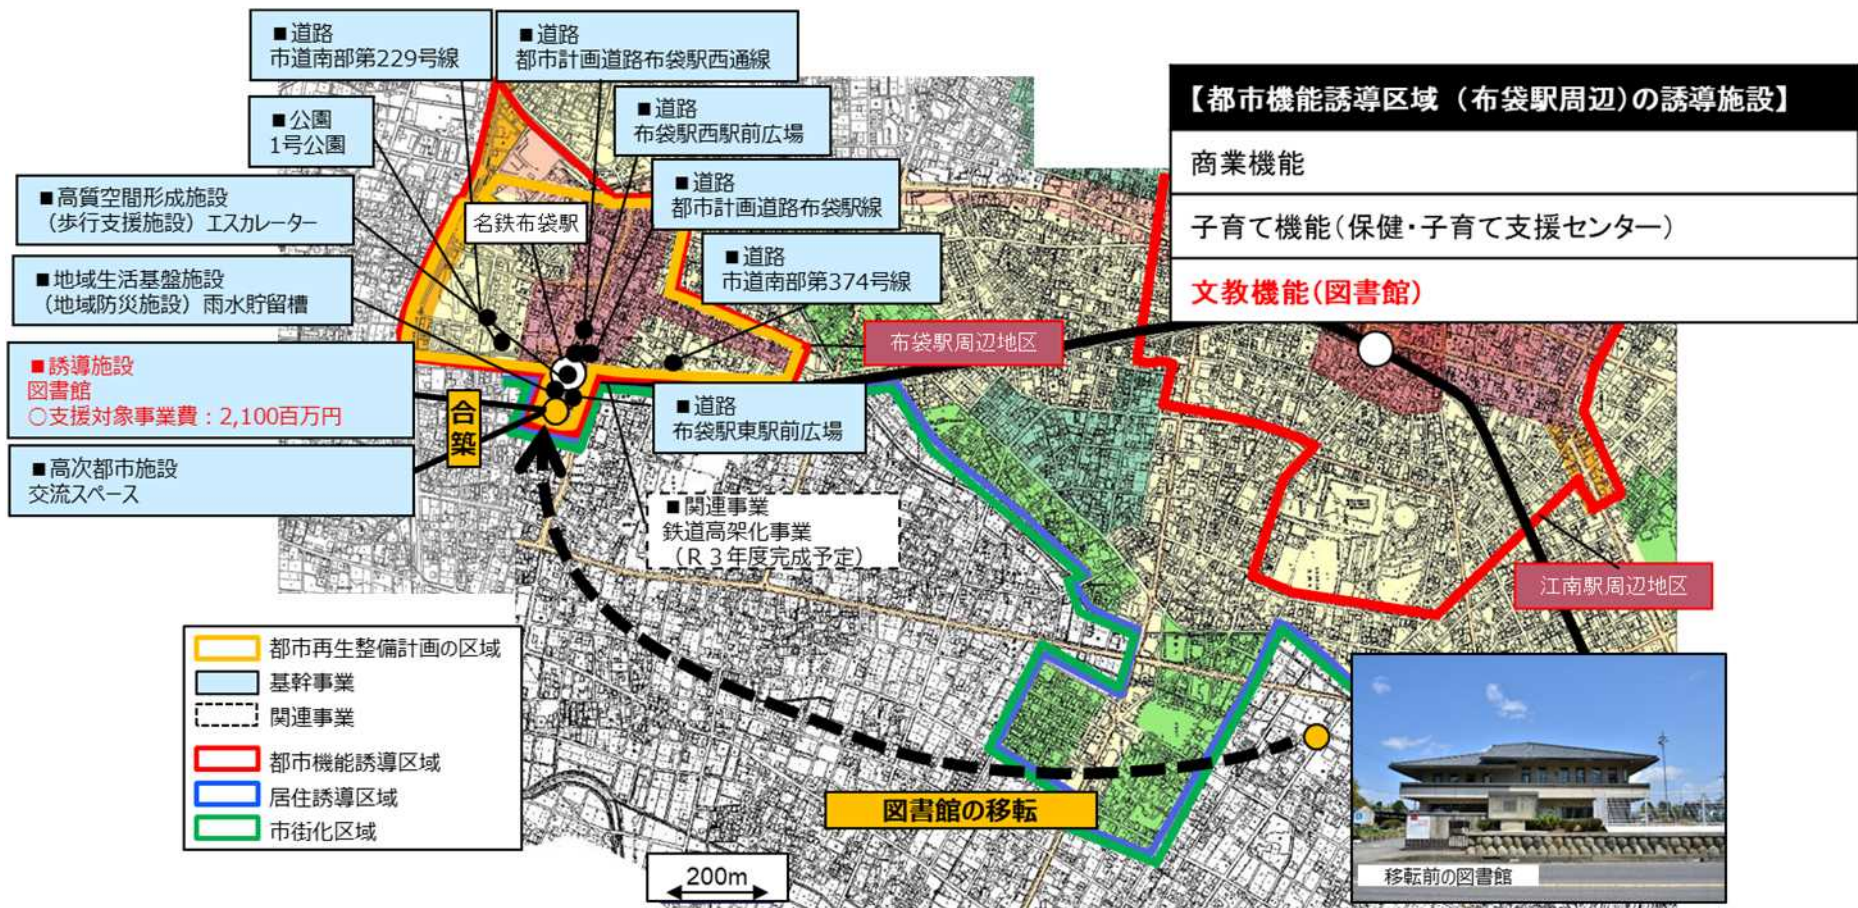 ■道路
市道南部第229号線
■道路
都市計画道路布袋駅西通線
■公園
1号公園
■道路
布袋駅西駅前広場
■高質空間形成施設
（歩行支援施設）エスカレーター
名鉄布袋駅
■道路
都市計画道路布袋駅線
■地域生活基盤施設
（地域防災施設）雨水貯留槽
■道路
市道南部第374号線
■誘導施設
図書館
○支援対象事業費：2,100百万円
合築
■高次都市施設
交流スペース
■道路
布袋駅東駅前広場
■関連事業
鉄道高架化事業
（R３年度完成予定）
布袋駅周辺地区
【都市機能誘導区域（布袋駅周辺）の誘導施設】
商業機能
子育て機能（保健・子育て支援センター）
文教機能（図書館）
江南駅周辺地区
都市再生整備計画の区域
基幹事業
関連事業
都市機能誘導区域
居住誘導区域
市街化区域
図書館の移転
200m
移転前の図書館